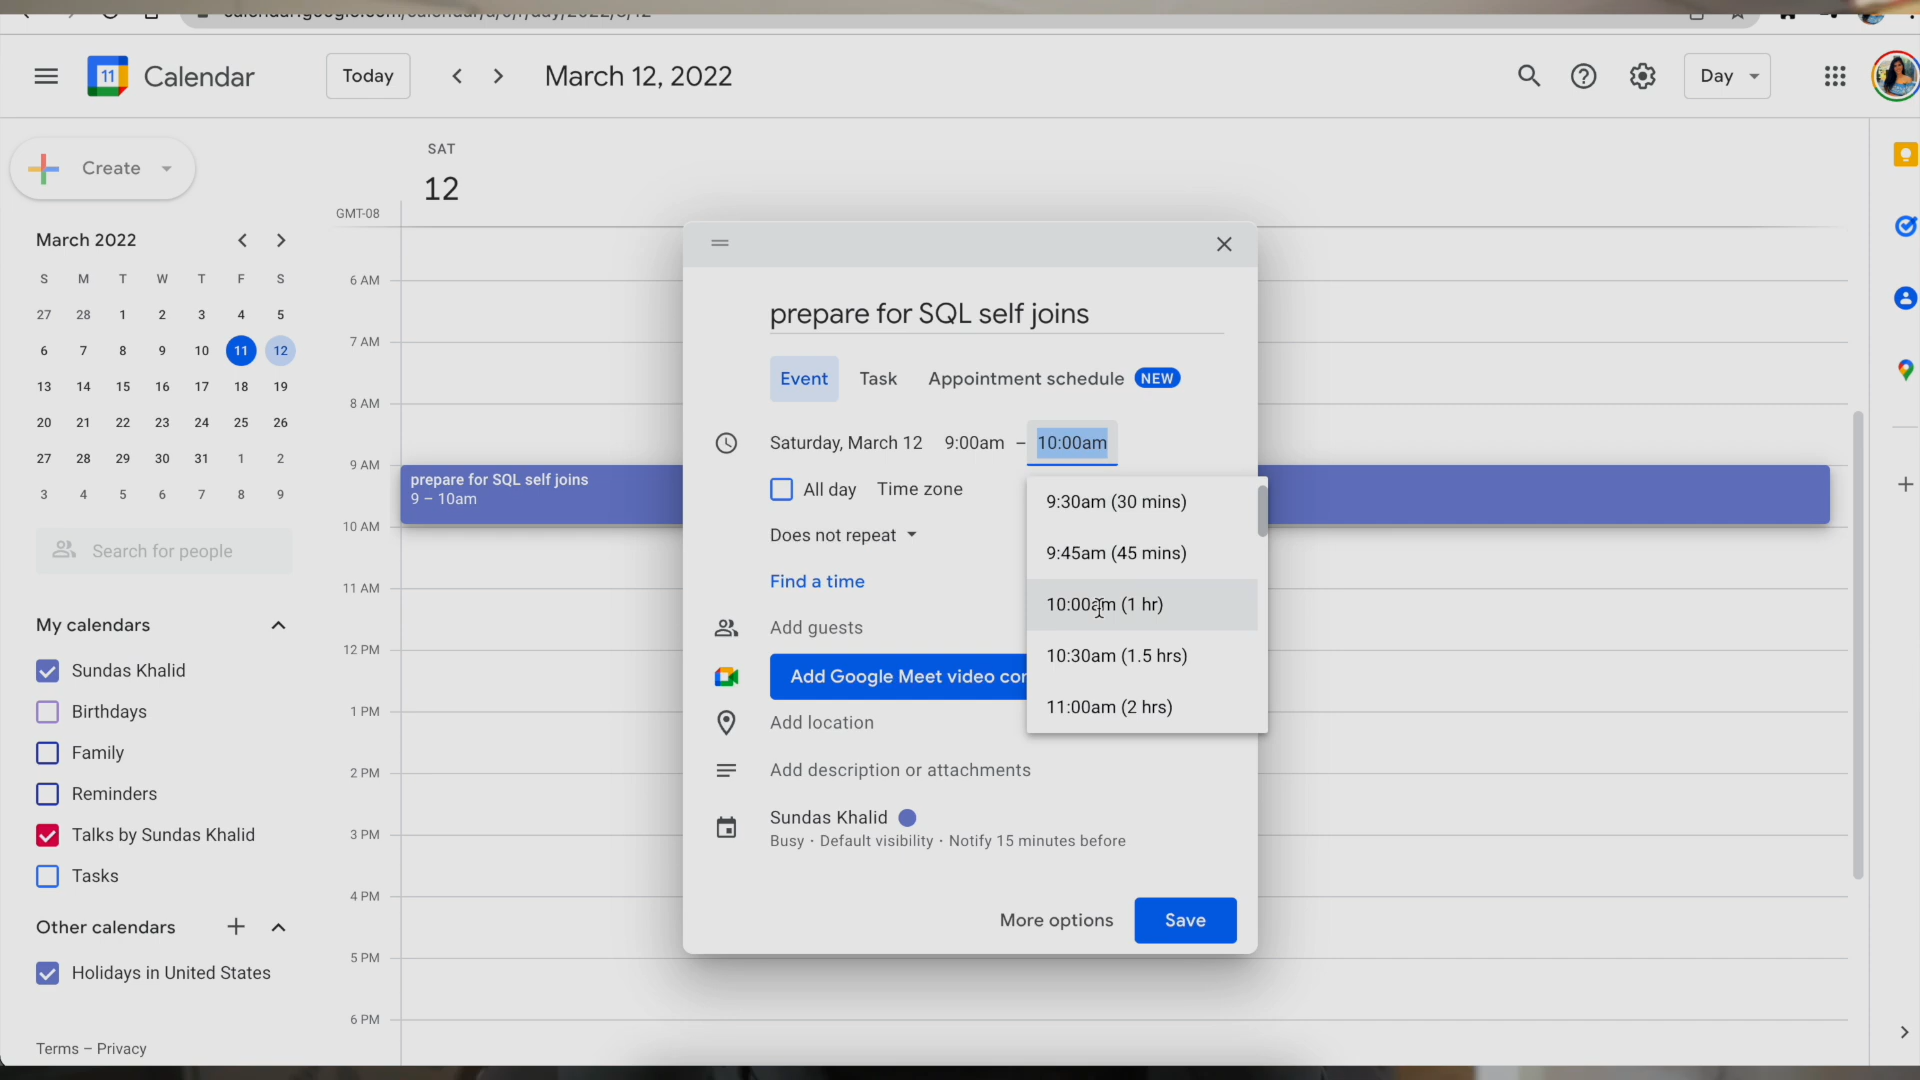 11
Calendar
Today
March 12, 2022
Day
Create
SAT
12
GMT-08
March 2022
S M T W T F S
27 28 1 2 3 4 5
6 7 8 9 10 11 12
13 14 15 16 17 18 19
20 21 22 23 24 25 26
27 28 29 30 31 1 2
3 4 5 6 7 8 9
Search for people
My calendars
Sundas Khalid
Birthdays
Family
Reminders
Talks by Sundas Khalid
Tasks
Other calendars
Holidays in United States
Terms – Privacy
6 AM
7 AM
8 AM
9 AM
10 AM
11 AM
12 PM
1 PM
2 PM
3 PM
4 PM
5 PM
6 PM
prepare for SQL self joins
9 – 10am
prepare for SQL self joins
Event Task Appointment schedule NEW
Saturday, March 12 9:00am – 10:00am
All day Time zone
Does not repeat
Find a time
Add guests
Add Google Meet video con
Add location
Add description or attachments
Sundas Khalid
Busy · Default visibility · Notify 15 minutes before
More options Save
9:30am (30 mins)
9:45am (45 mins)
10:00am (1 hr)
10:30am (1.5 hrs)
11:00am (2 hrs)